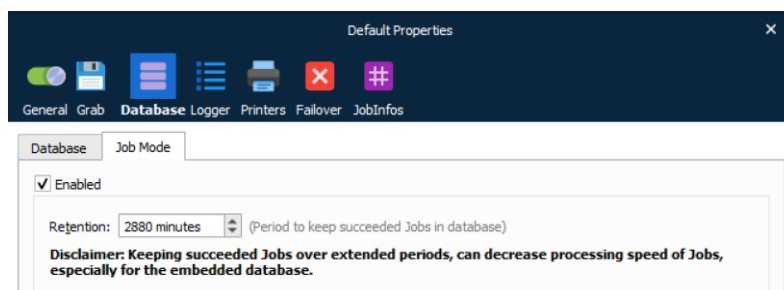 Default Properties
General Grab Database Logger Printers Failover JobInfos
Database Job Mode
Enabled
Retention: 2880 minutes (Period to keep succeeded Jobs in database)
Disclaimer: Keeping succeeded Jobs over extended periods, can decrease processing speed of Jobs,
especially for the embedded database.